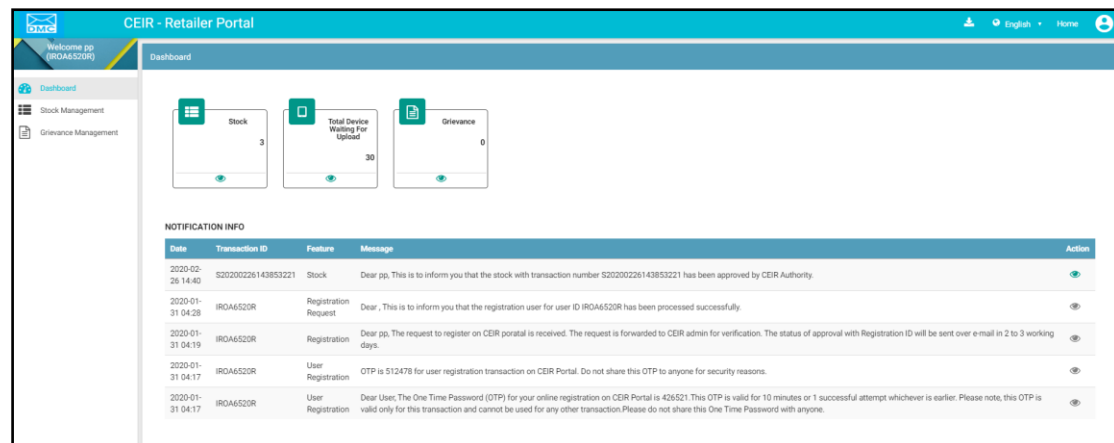 DMC
CEIR - Retailer Portal
English
Home
Welcome pp
(IROA6520R)
Dashboard
Dashboard
Stock Management
Grievance Management
Stock
3
Total Device
Waiting For
Upload
30
Grievance
0
NOTIFICATION INFO
Date Transaction ID Feature Message Action
2020-02-
26 14:40
S20200226143853221
Stock
Dear pp, This is to inform you that the stock with transaction number S20200226143853221 has been approved by CEIR Authority.
2020-01-
31 04:28
IROA6520R
Registration
Request
Dear , This is to inform you that the registration user for user ID IROA6520R has been processed successfully.
2020-01-
31 04:19
IROA6520R
Registration
Dear pp, The request to register on CEIR poratal is received. The request is forwarded to CEIR admin for verification. The status of approval with Registration ID will be sent over e-mail in 2 to 3 working
days.
2020-01-
31 04:17
IROA6520R
User
Registration
OTP is 512478 for user registration transaction on CEIR Portal. Do not share this OTP to anyone for security reasons.
2020-01-
31 04:17
IROA6520R
User
Registration
Dear User, The One Time Password (OTP) for your online registration on CEIR Portal is 426521.This OTP is valid for 10 minutes or 1 successful attempt whichever is earlier. Please note, this OTP is
valid only for this transaction and cannot be used for any other transaction.Please do not share this One Time Password with anyone.